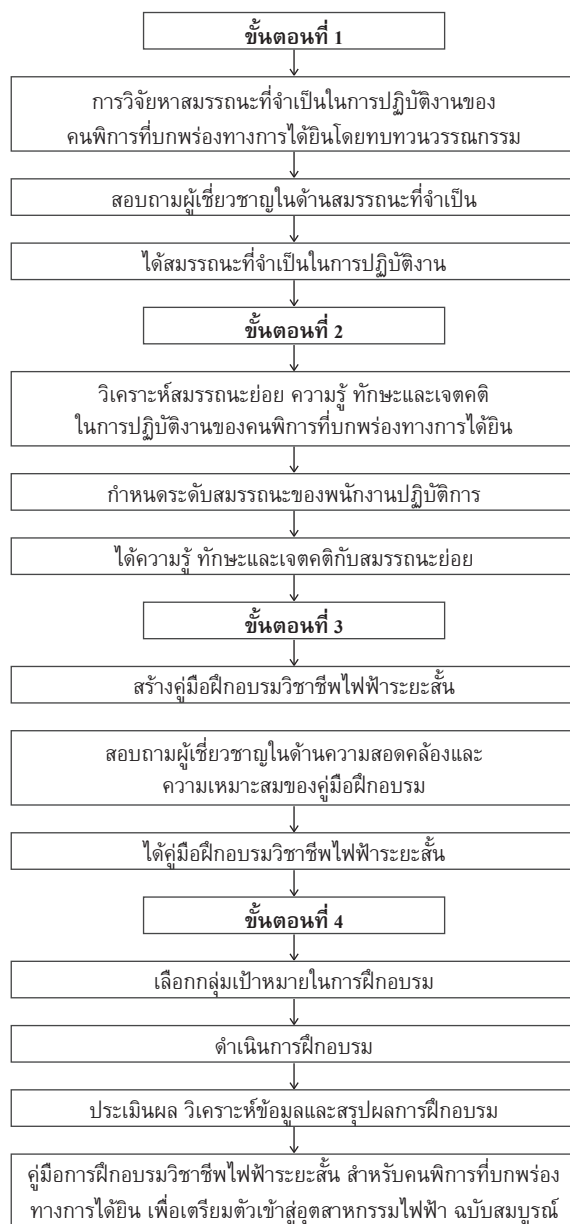 ขั้นตอนที่ 1
การวิจัยหาสมรรถนะที่จำเป็นในการปฏิบัติงานของ
คนพิการที่บกพร่องทางการได้ยินโดยทบทวนวรรณกรรม
สอบถามผู้เชี่ยวชาญในด้านสมรรถนะที่จำเป็น
ได้สมรรถนะที่จำเป็นในการปฏิบัติงาน
ขั้นตอนที่ 2
วิเคราะห์สมรรถนะย่อย ความรู้ ทักษะและเจตคติ
ในการปฏิบัติงานของคนพิการที่บกพร่องทางการได้ยิน
กำหนดระดับสมรรถนะของพนักงานปฏิบัติการ
ได้ความรู้ ทักษะและเจตคติกับสมรรถนะย่อย
ขั้นตอนที่ 3
สร้างคู่มือฝึกอบรมวิชาชีพไฟฟ้าระยะสั้น
สอบถามผู้เชี่ยวชาญในด้านความสอดคล้องและ
ความเหมาะสมของคู่มือฝึกอบรม
ได้คู่มือฝึกอบรมวิชาชีพไฟฟ้าระยะสั้น
ขั้นตอนที่ 4
เลือกกลุ่มเป้าหมายในการฝึกอบรม
ดำเนินการฝึกอบรม
ประเมินผล วิเคราะห์ข้อมูลและสรุปผลการฝึกอบรม
คู่มือการฝึกอบรมวิชาชีพไฟฟ้าระยะสั้น สำหรับคนพิการที่บกพร่อง
ทางการได้ยิน เพื่อเตรียมตัวเข้าสู่อุตสาหกรรมไฟฟ้า ฉบับสมบูรณ์